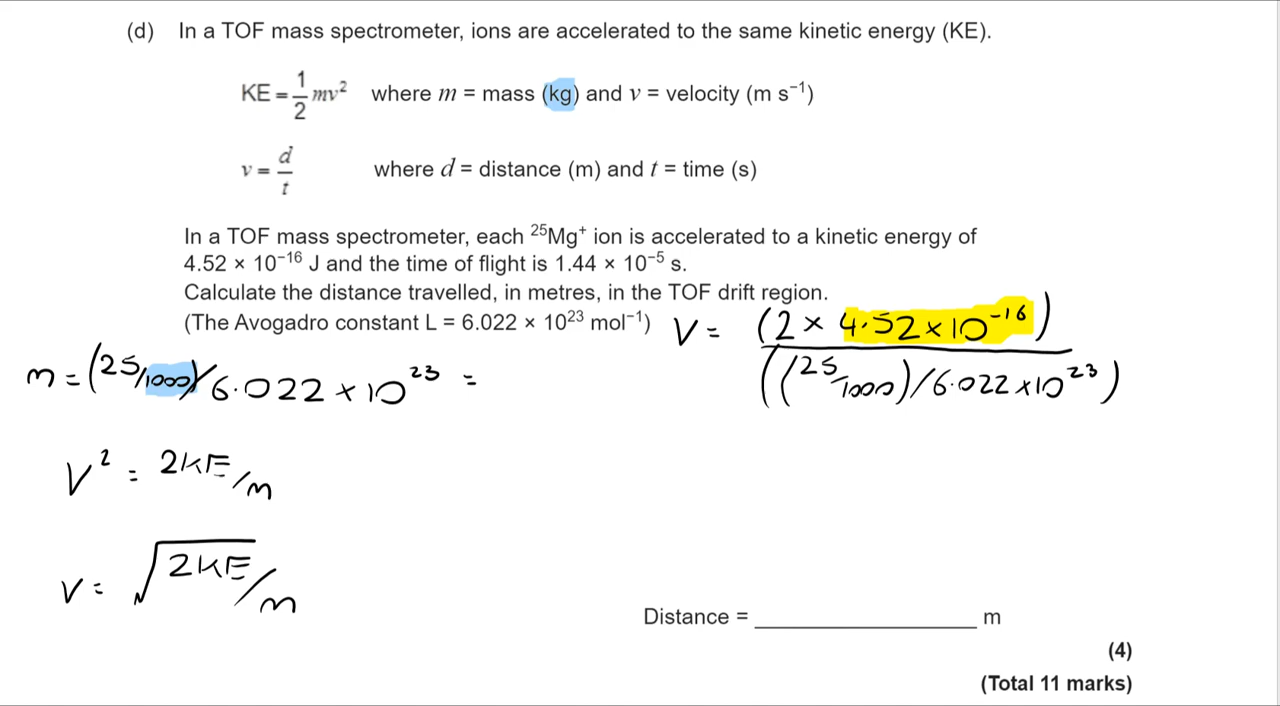 (d) In a TOF mass spectrometer, ions are accelerated to the same kinetic energy (KE).
KE = 1/2 mv² where m = mass (kg) and v = velocity (m s⁻¹)
v = d/t where d = distance (m) and t = time (s)
In a TOF mass spectrometer, each ²⁵Mg⁺ ion is accelerated to a kinetic energy of
4.52 × 10⁻¹⁶ J and the time of flight is 1.44 × 10⁻⁵ s.
Calculate the distance travelled, in metres, in the TOF drift region.
(The Avogadro constant L = 6.022 × 10²³ mol⁻¹)
V = (2 × 4.52 × 10⁻¹⁶) / ((25/1000)/6.022 × 10²³)
m = (25/1000)/6.022 × 10²³ =
V² = 2KE/m
V = √2KE/m
Distance = ____________________ m
(4)
(Total 11 marks)